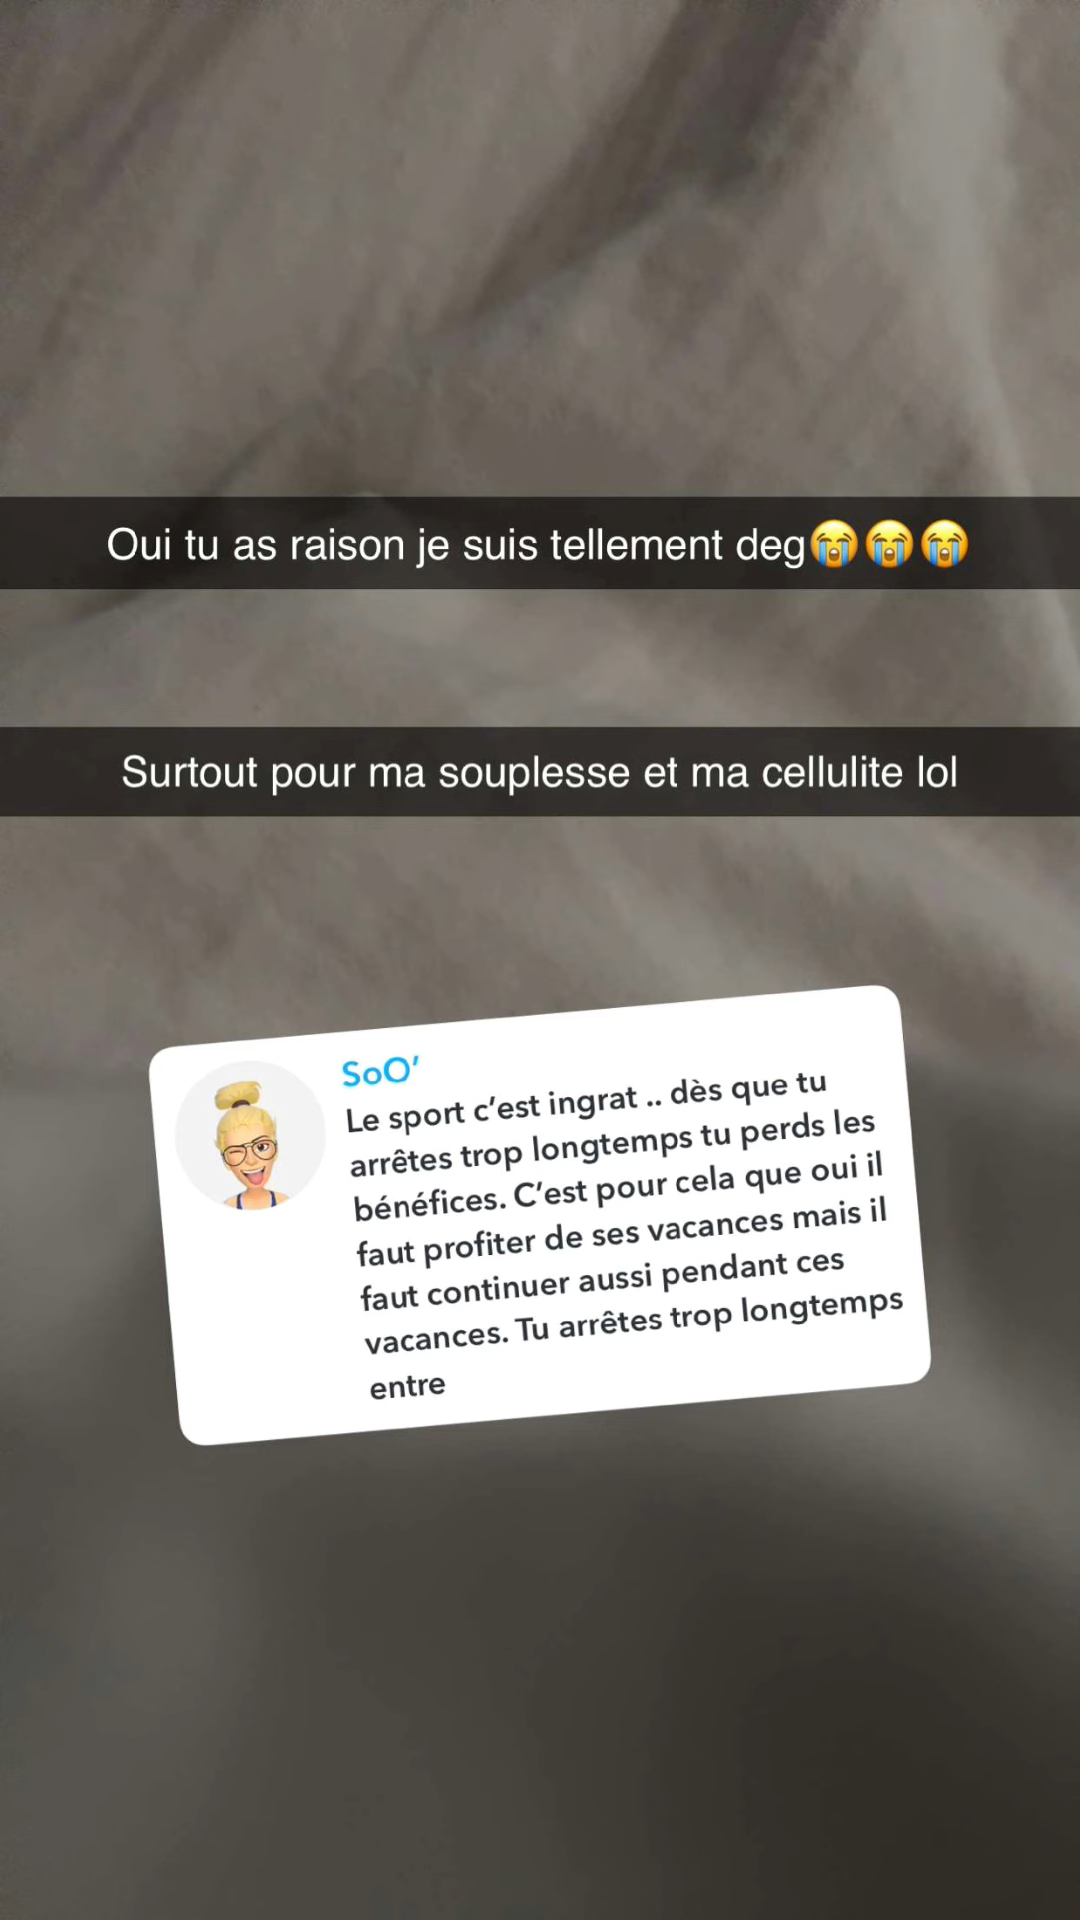 Oui tu as raison je suis tellement deg😭😭😭
Surtout pour ma souplesse et ma cellulite lol
SoO’
Le sport c’est ingrat .. dès que tu
arrêtes trop longtemps tu perds les
bénéfices. C’est pour cela que oui il
faut profiter de ses vacances mais il
faut continuer aussi pendant ces
vacances. Tu arrêtes trop longtemps
entre